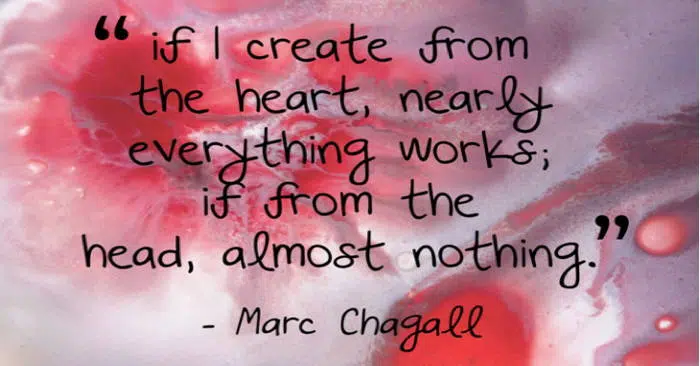 “ if I create from
the heart, nearly
everything works;
if from the
head, almost nothing.”
- Marc Chagall